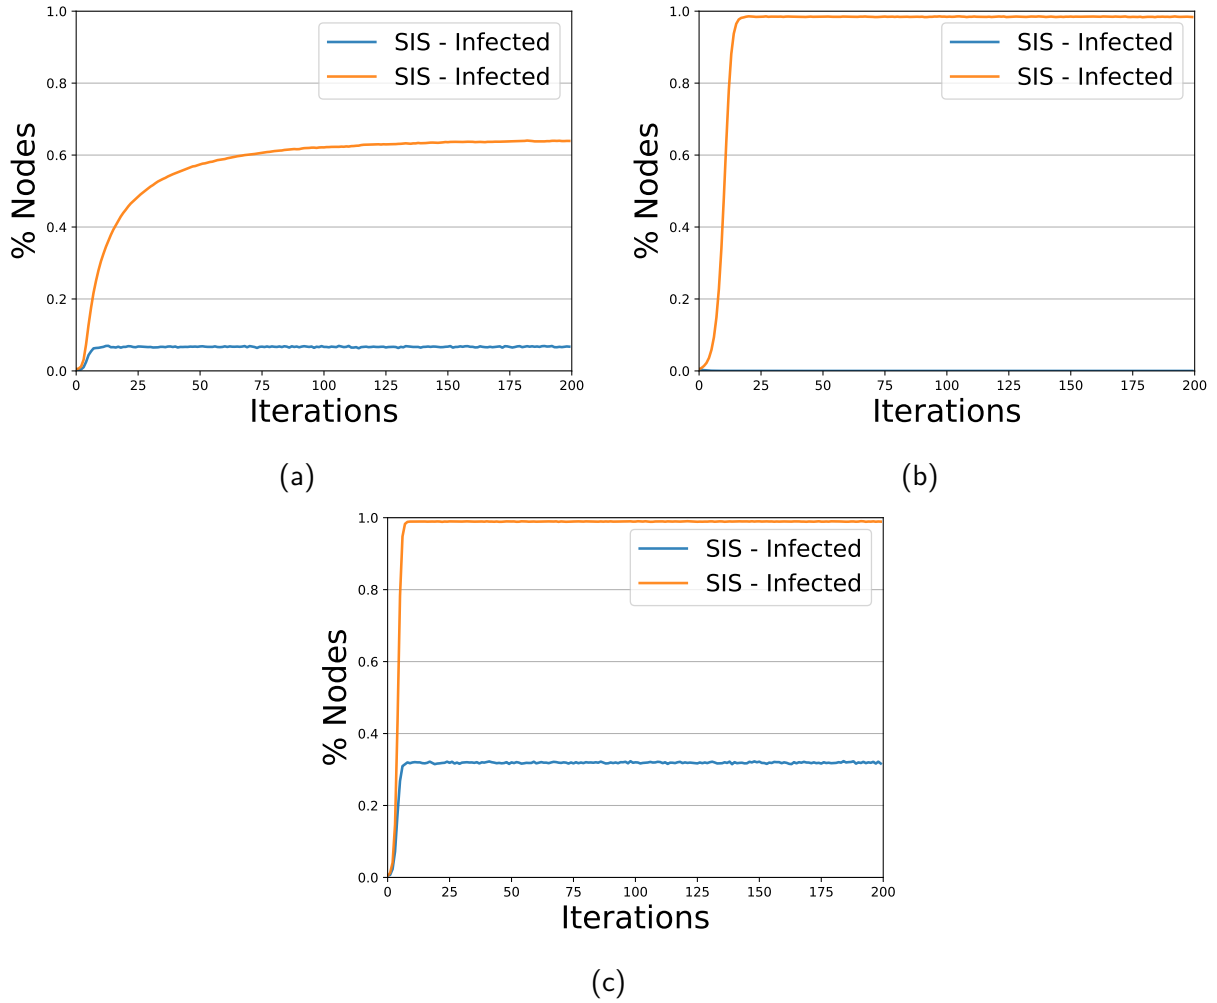 % Nodes
1.0
0.8
0.6
0.4
0.2
0.0
SIS - Infected
SIS - Infected
0 25 50 75 100 125 150 175 200
Iterations
(a)
% Nodes
1.0
0.8
0.6
0.4
0.2
0.0
SIS - Infected
SIS - Infected
0 25 50 75 100 125 150 175 200
Iterations
(b)
% Nodes
1.0
0.8
0.6
0.4
0.2
0.0
SIS - Infected
SIS - Infected
0 25 50 75 100 125 150 175 200
Iterations
(c)